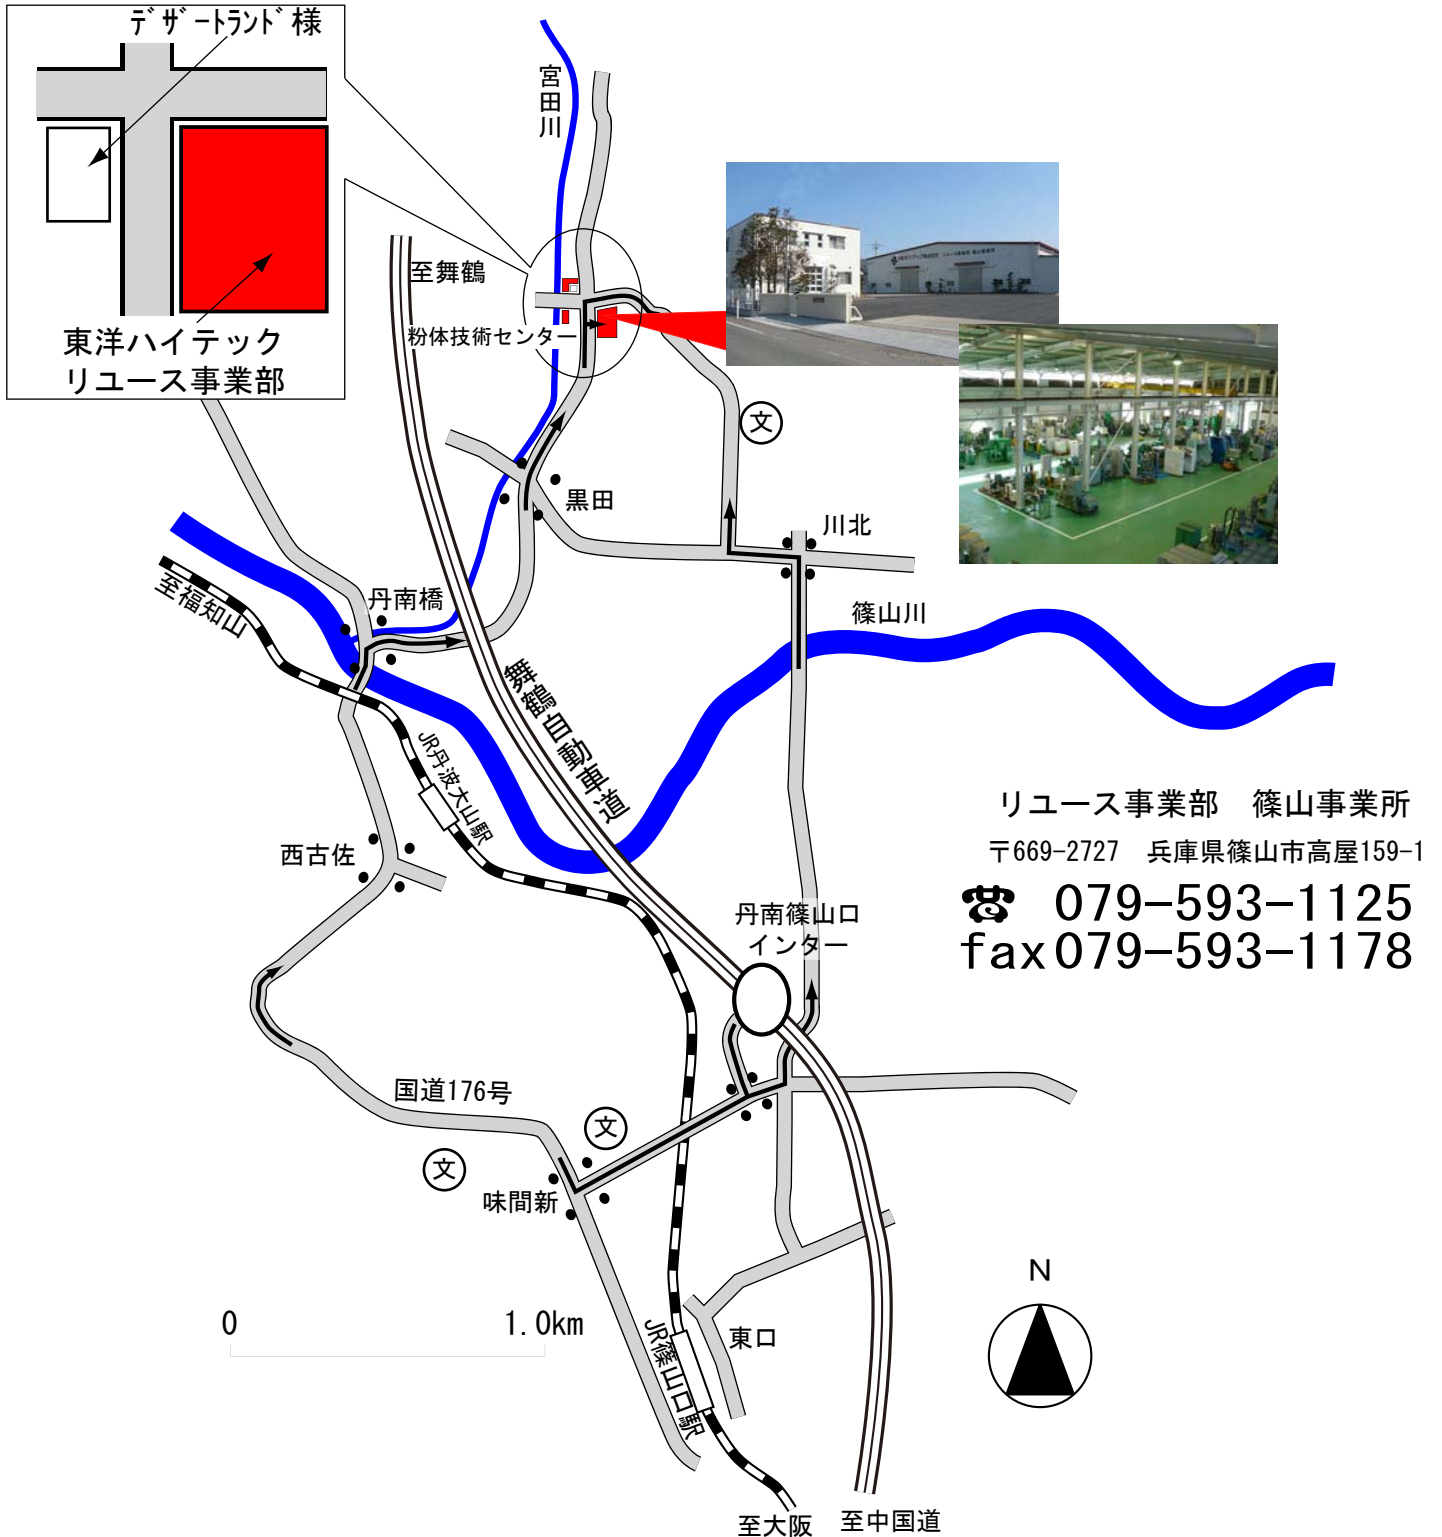 ﾃﾞｻﾞｰﾄﾗﾝﾄﾞ様
東洋ハイテック
リユース事業部
宮田川
至舞鶴
粉体技術センター
文
黒田
川北
至福知山
丹南橋
篠山川
舞鶴自動車道
JR丹波大山駅
西古佐
リユース事業部　篠山事業所
〒669-2727　兵庫県篠山市高屋159-1
☎ 079-593-1125
fax079-593-1178
丹南篠山口
インター
国道176号
文
文
味間新
0 1.0km
JR篠山口駅
東口
N
至大阪
至中国道